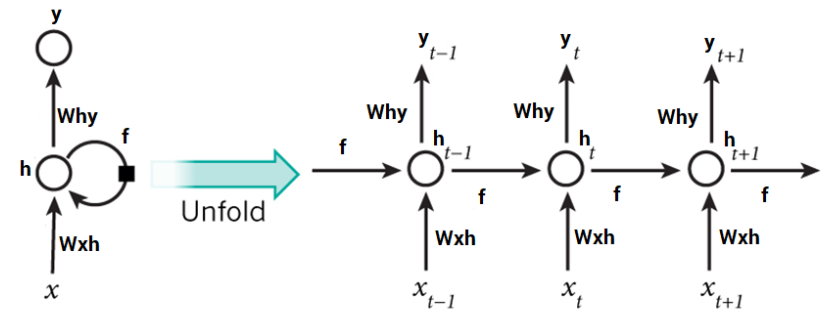 y
Why
f
h
Wxh
x
Unfold
y t−1
y t
y t+1
Why
Why
Why
f
h t−1
h t
h t+1
f
f
f
Wxh
Wxh
Wxh
x t−1
x t
x t+1